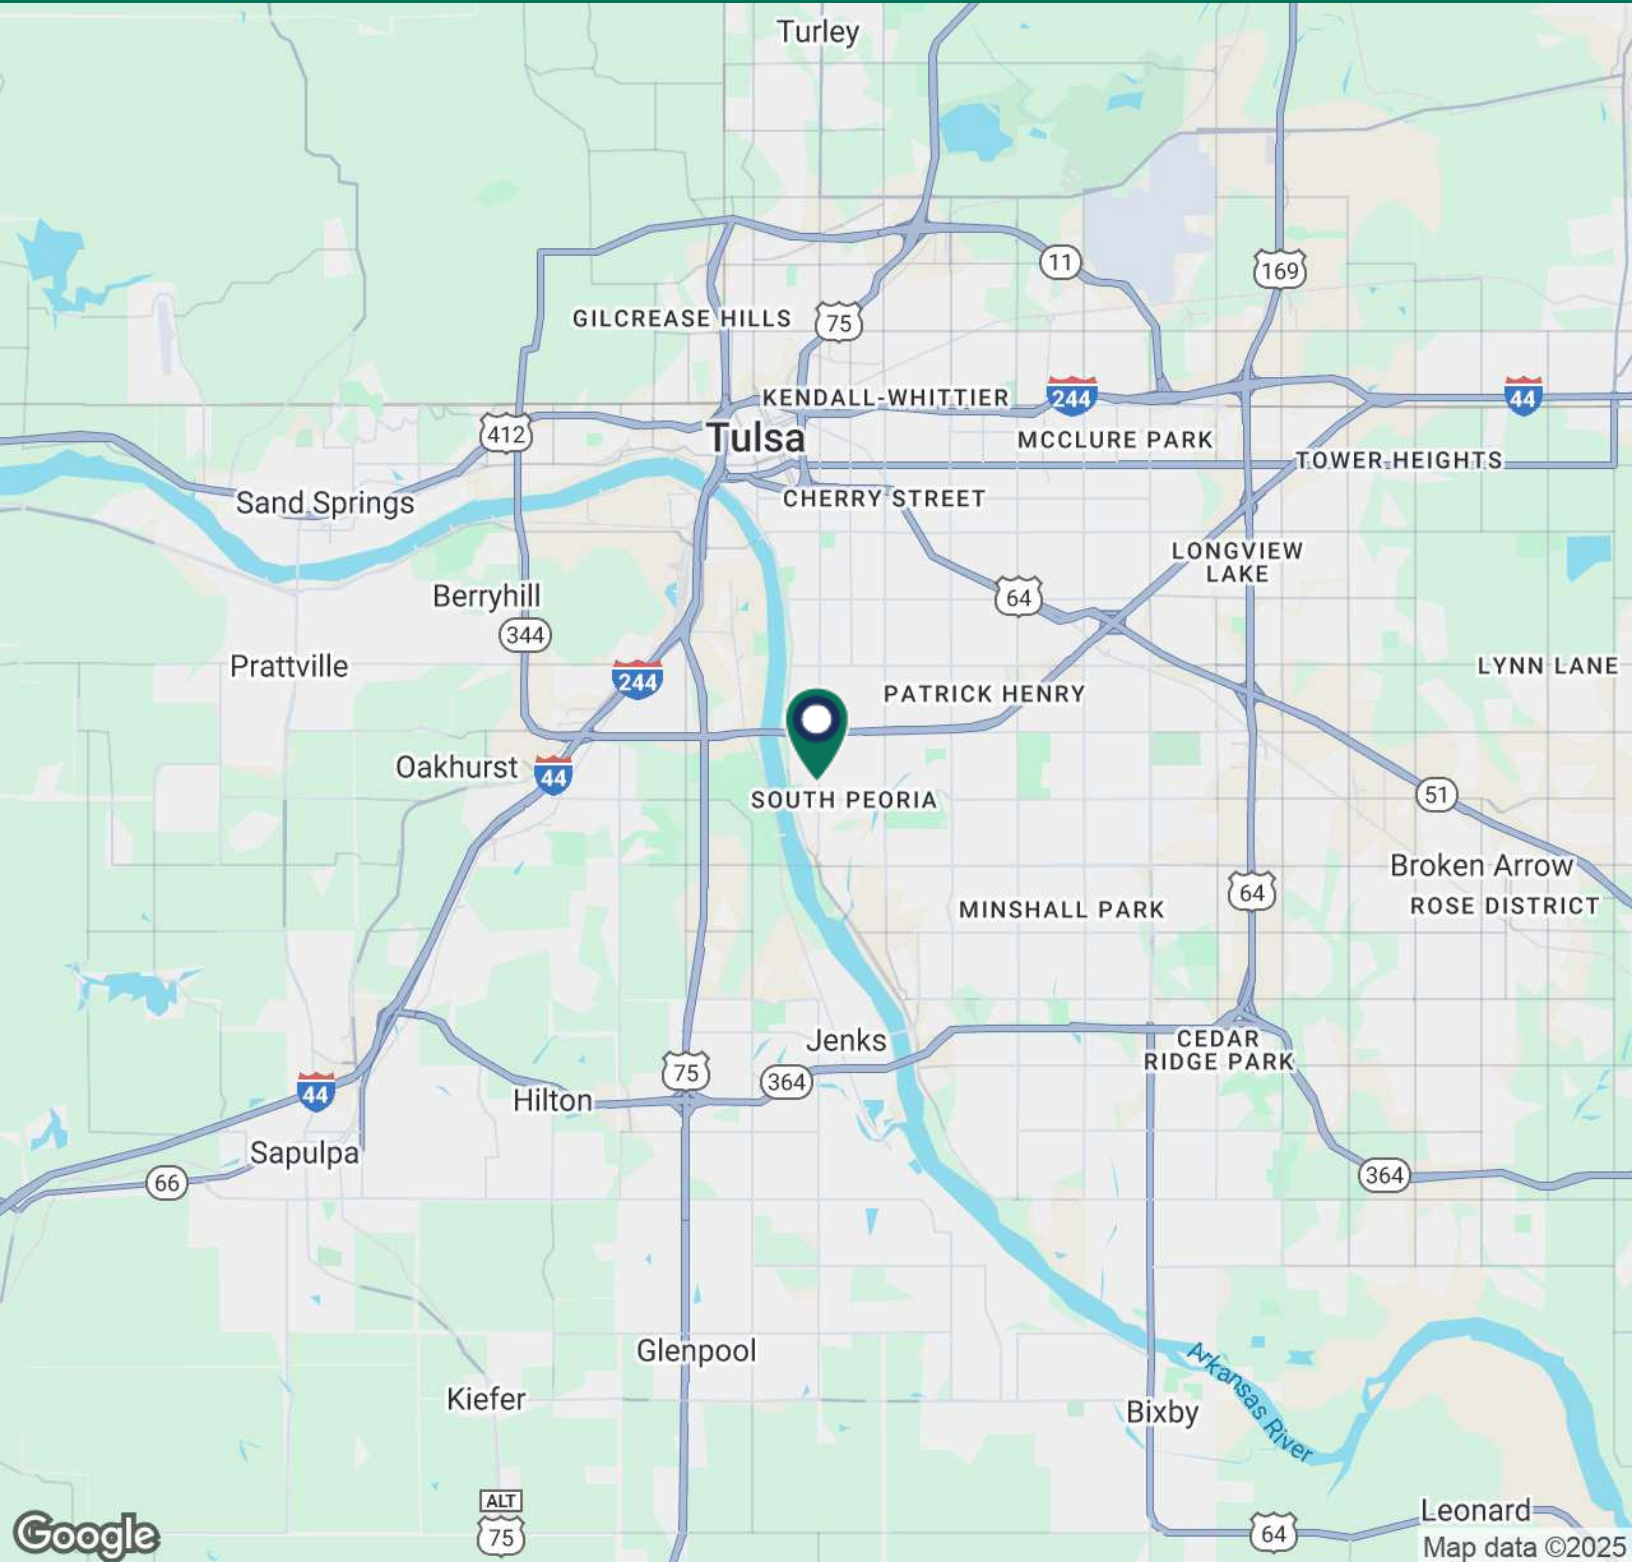 Turley
11
169
GILCREASE HILLS
75
KENDALL-WHITTIER
244
44
412
Tulsa
MCCLURE PARK
TOWER HEIGHTS
Sand Springs
CHERRY STREET
LONGVIEW
LAKE
Berryhill
64
344
Prattville
244
LYNN LANE
PATRICK HENRY
Oakhurst
44
SOUTH PEORIA
51
Broken Arrow
64
MINSHALL PARK
ROSE DISTRICT
Jenks
CEDAR
RIDGE PARK
75
364
44
Hilton
Sapulpa
66
364
Glenpool
Arkansas River
Kiefer
Bixby
ALT
75
Leonard
64
Google
Map data ©2025